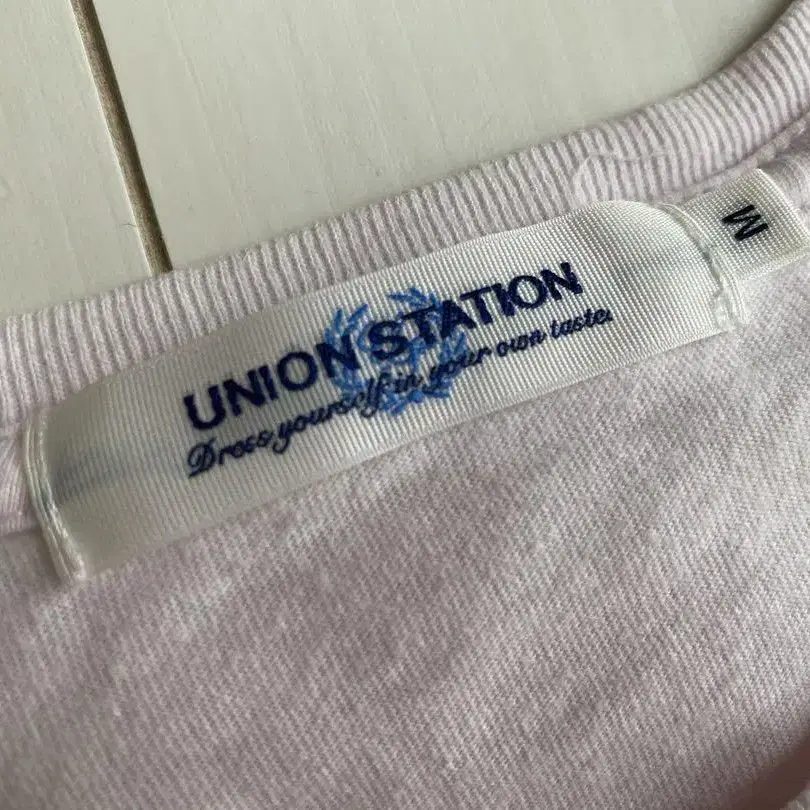 UNION STATION
Dress yourself in your own taste.
M